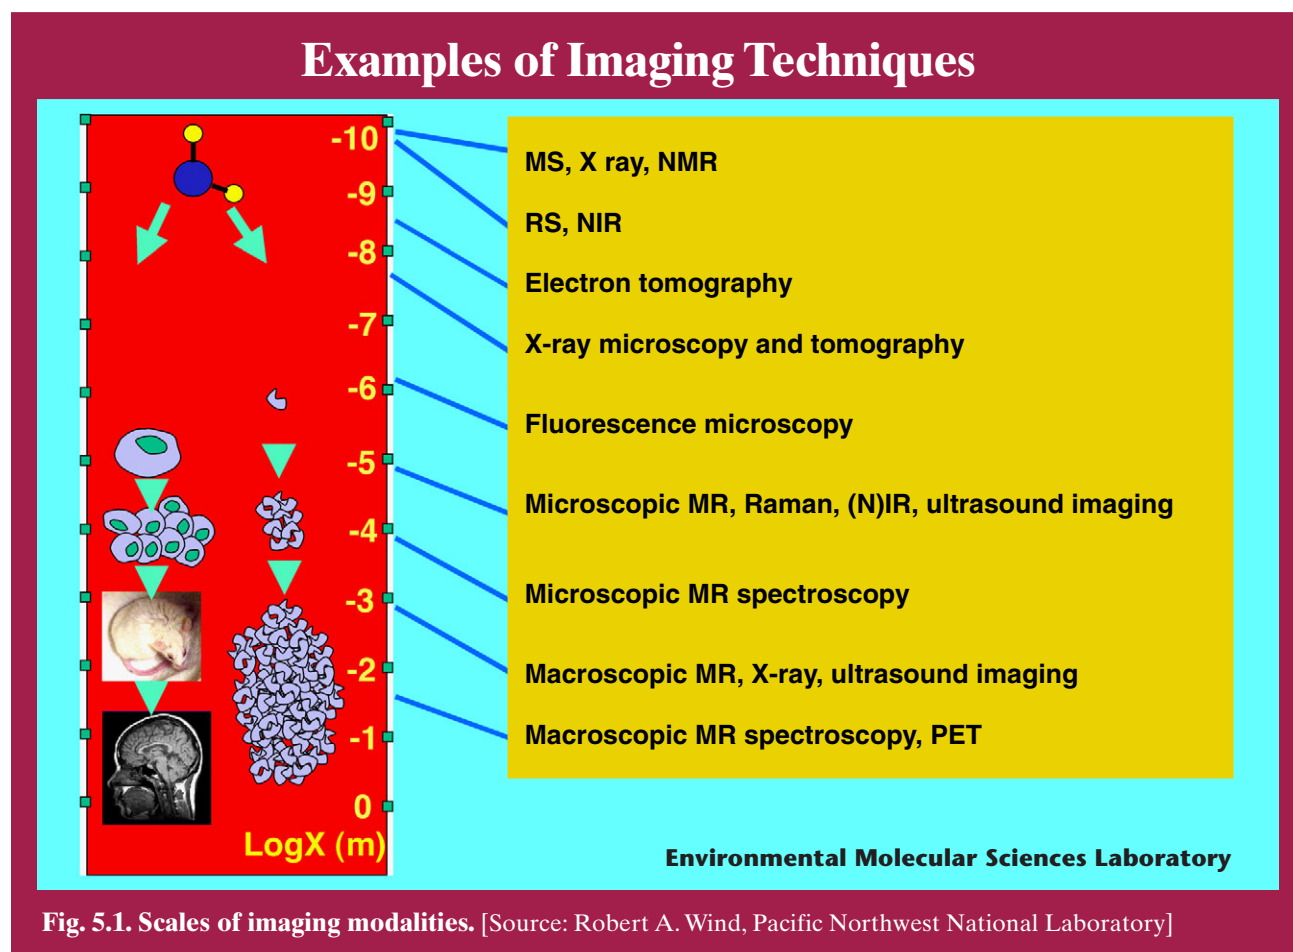 Examples of Imaging Techniques
-10
-9
-8
-7
-6
-5
-4
-3
-2
-1
0
LogX (m)
MS, X ray, NMR
RS, NIR
Electron tomography
X-ray microscopy and tomography
Fluorescence microscopy
Microscopic MR, Raman, (N)IR, ultrasound imaging
Microscopic MR spectroscopy
Macroscopic MR, X-ray, ultrasound imaging
Macroscopic MR spectroscopy, PET
Environmental Molecular Sciences Laboratory
Fig. 5.1. Scales of imaging modalities. [Source: Robert A. Wind, Pacific Northwest National Laboratory]